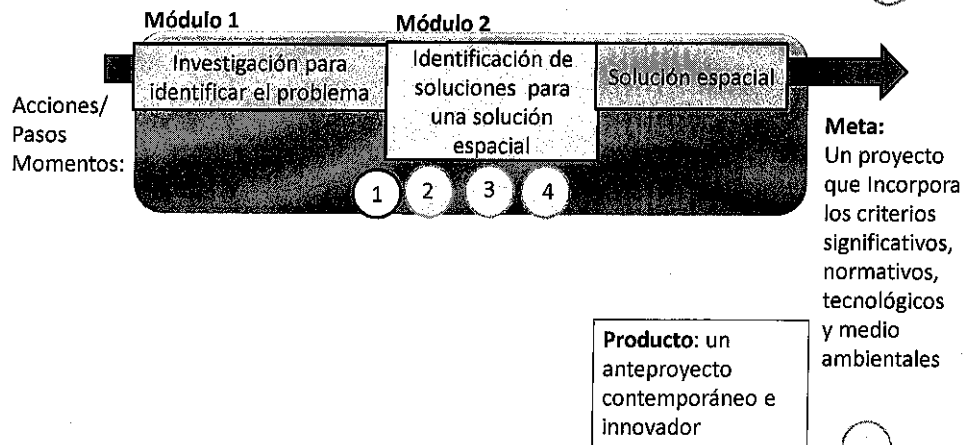 Módulo 1
Módulo 2
Investigación para
identificar el problema
Identificación de
soluciones para
una solución
espacial
Solución espacial
Acciones/
Pasos
Momentos:
1
2
3
4
Meta:
Un proyecto
que Incorpora
los criterios
significativos,
normativos,
tecnológicos
y medio
ambientales
Producto: un
anteproyecto
contemporáneo e
innovador